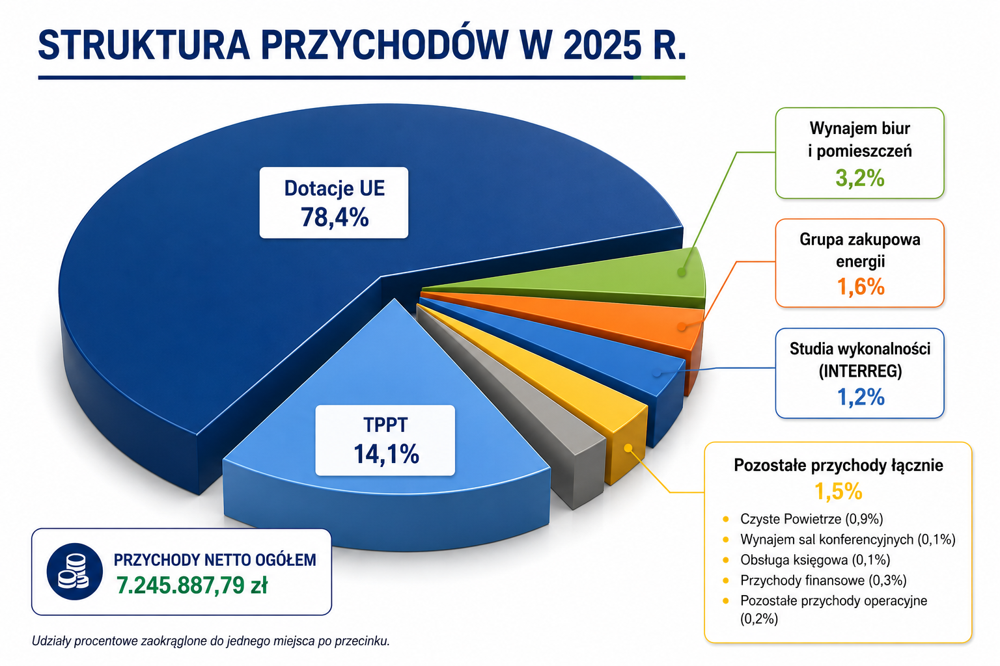 STRUKTURA PRZYCHODÓW W 2025 R.
Dotacje UE
78,4%
Wynajem biur
i pomieszczeń
3,2%
Grupa zakupowa
energii
1,6%
Studia wykonalności
(INTERREG)
1,2%
TPPT
14,1%
Pozostałe przychody łącznie
1,5%
Czyste Powietrze (0,9%)
Wynajem sal konferencyjnych (0,1%)
Obsługa księgowa (0,1%)
Przychody finansowe (0,3%)
Pozostałe przychody operacyjne
(0,2%)
PRZYCHODY NETTO OGÓŁEM
7.245.887,79 zł
Udziały procentowe zaokrąglone do jednego miejsca po przecinku.